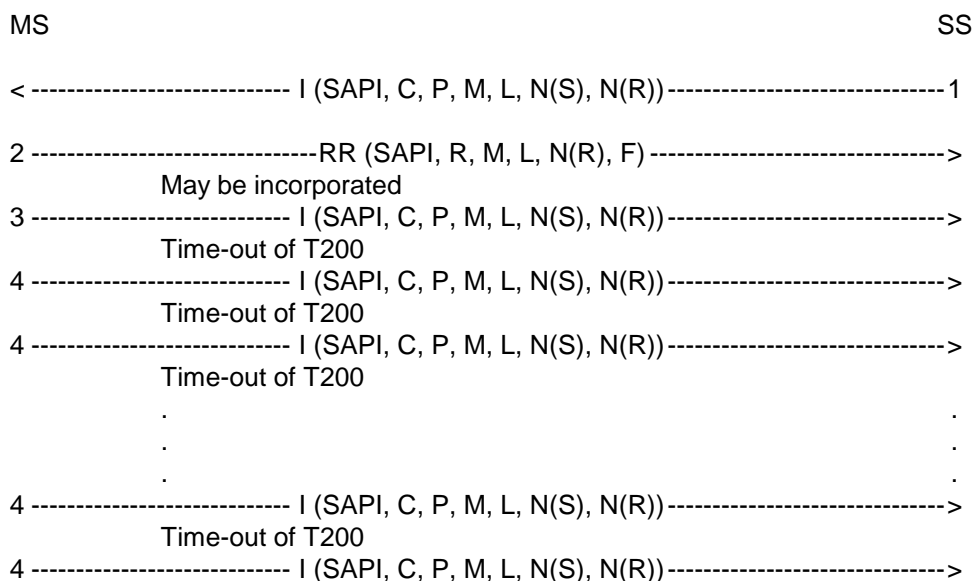 MS SS
< ----------------------------- I (SAPI, C, P, M, L, N(S), N(R))-------------------------------1
2 --------------------------------RR (SAPI, R, M, L, N(R), F) --------------------------------->
May be incorporated
3 ----------------------------- I (SAPI, C, P, M, L, N(S), N(R))------------------------------->
Time-out of T200
4 ----------------------------- I (SAPI, C, P, M, L, N(S), N(R))------------------------------->
Time-out of T200
4 ----------------------------- I (SAPI, C, P, M, L, N(S), N(R))------------------------------->
Time-out of T200
. .
. .
. .
4 ----------------------------- I (SAPI, C, P, M, L, N(S), N(R))------------------------------->
Time-out of T200
4 ----------------------------- I (SAPI, C, P, M, L, N(S), N(R))------------------------------->